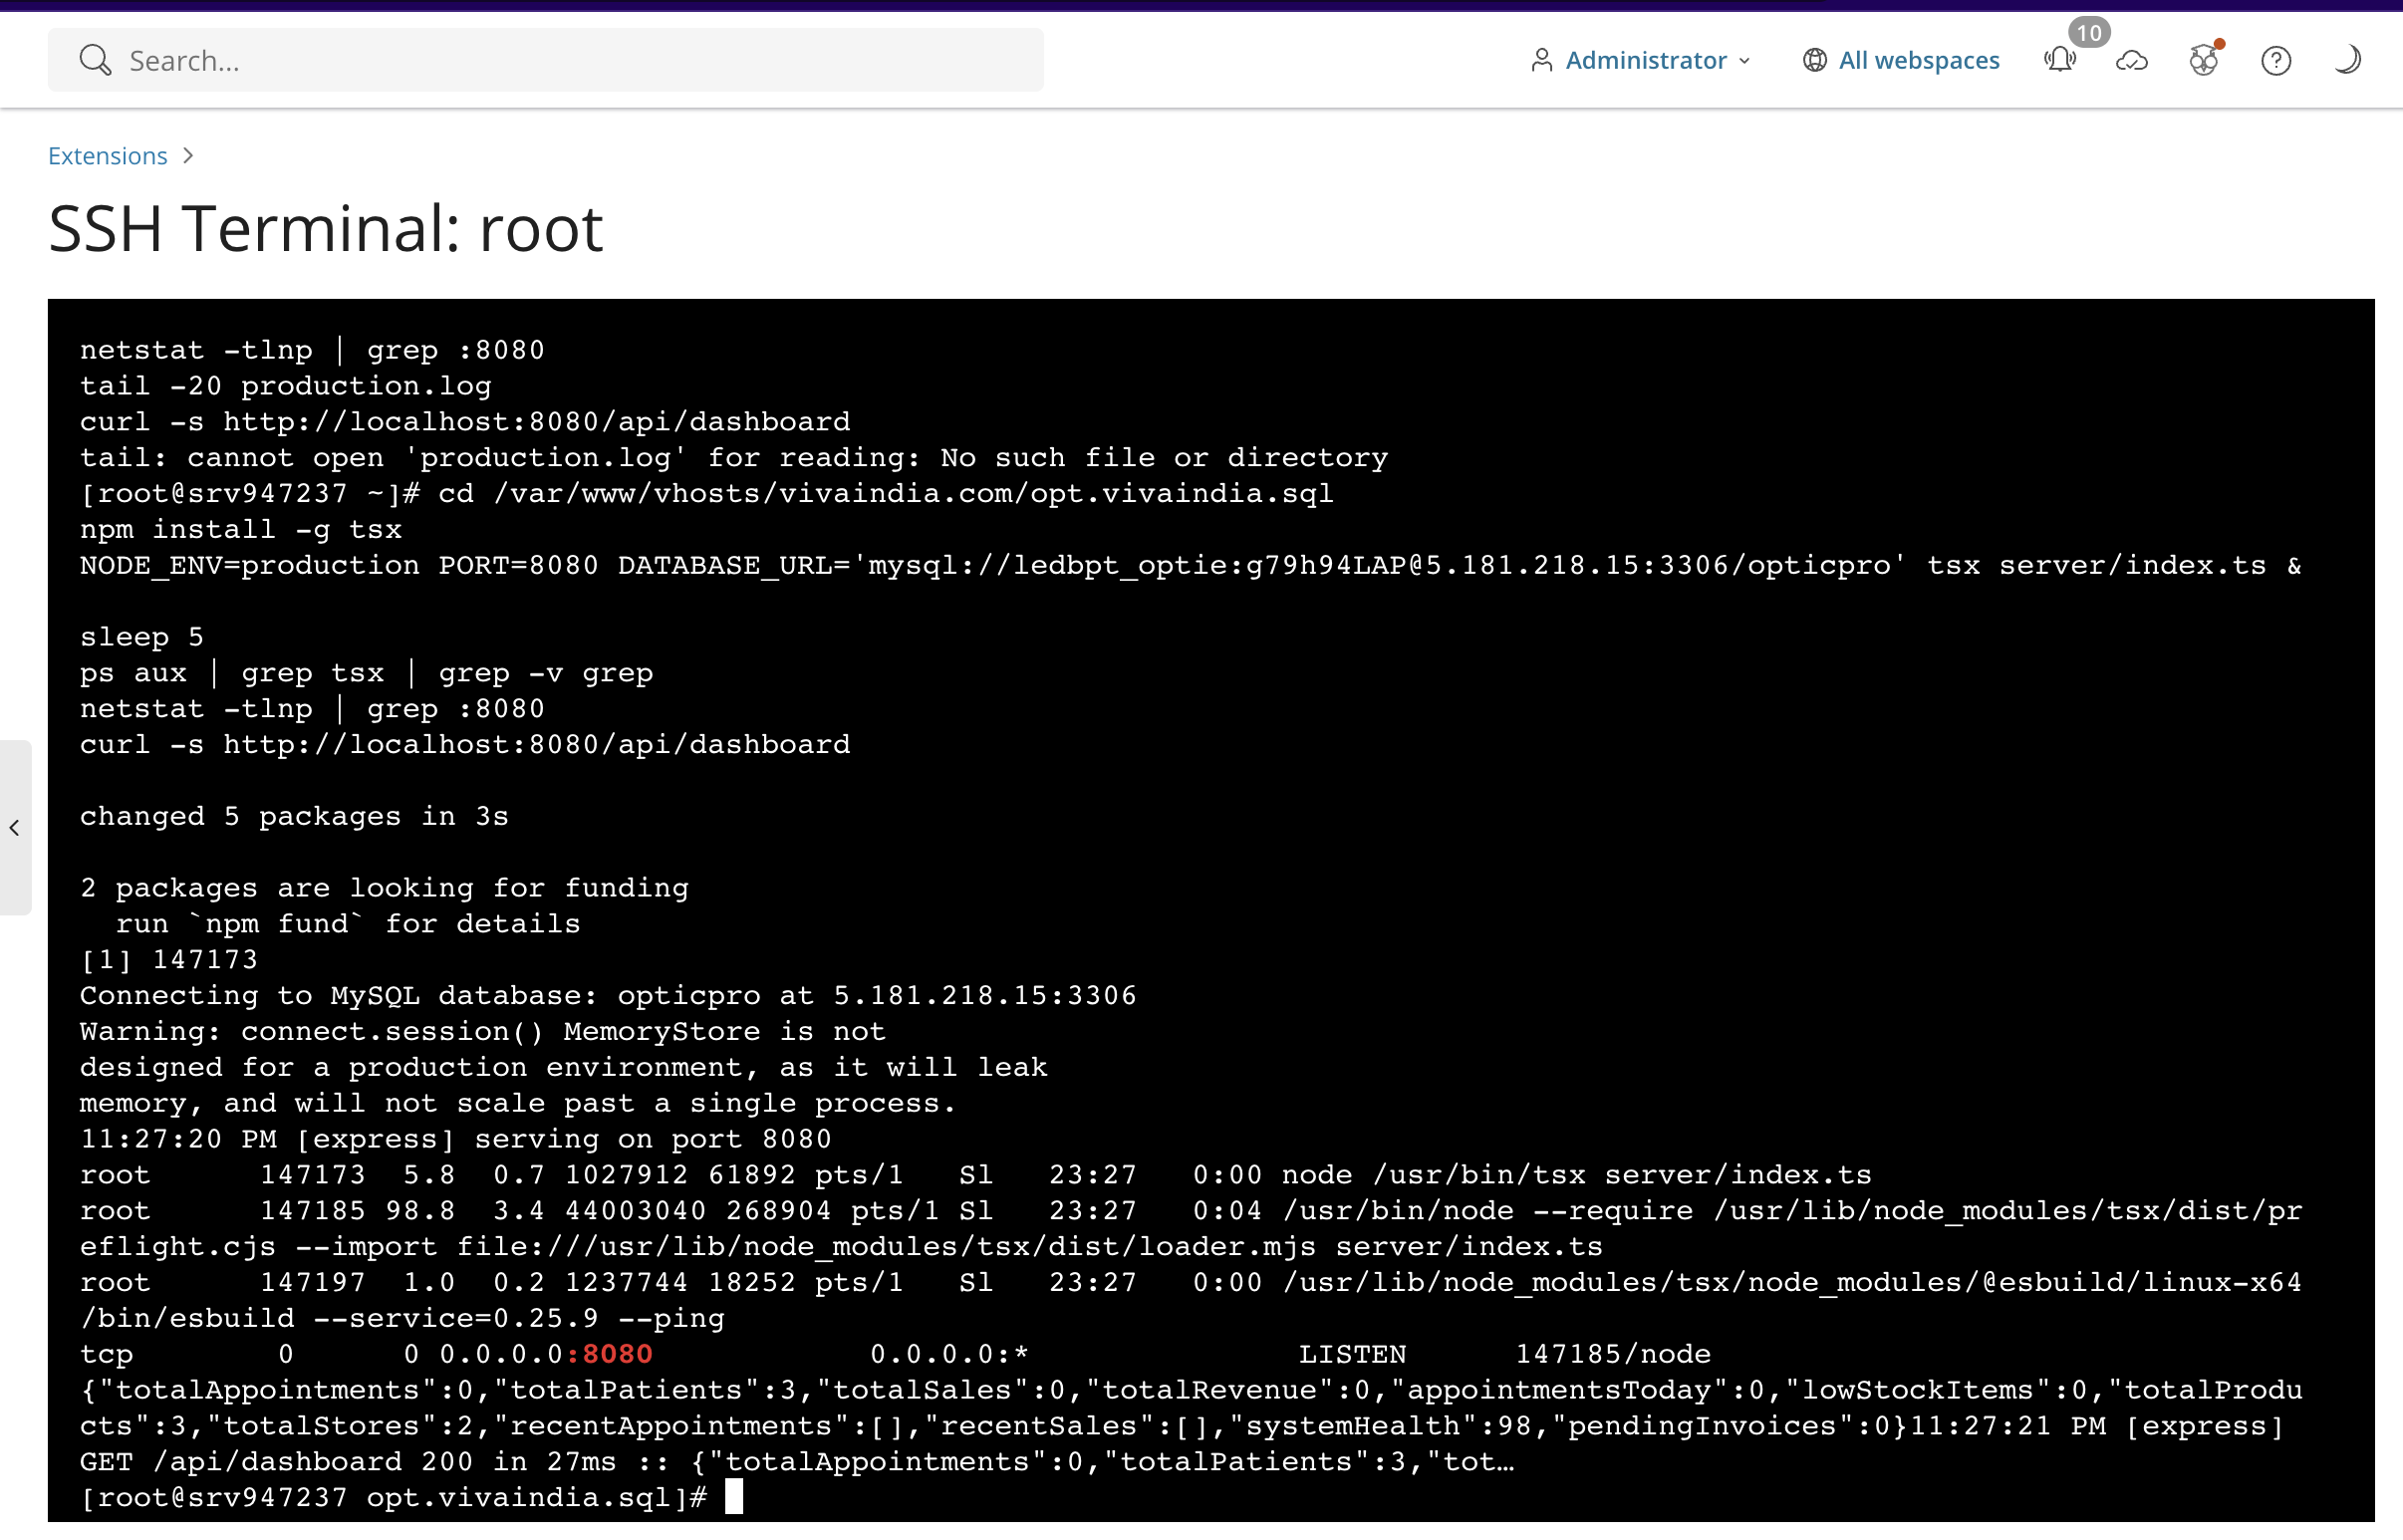 Search...
Administrator
All webspaces
10
Extensions
SSH Terminal: root
netstat -tlnp | grep :8080
tail -20 production.log
curl -s http://localhost:8080/api/dashboard
tail: cannot open 'production.log' for reading: No such file or directory
[root@srv947237 ~]# cd /var/www/vhosts/vivaindia.com/opt.vivaindia.sql
npm install -g tsx
NODE_ENV=production PORT=8080 DATABASE_URL='mysql://ledbpt_optie:g79h94LAP@5.181.218.15:3306/opticpro' tsx server/index.ts &
sleep 5
ps aux | grep tsx | grep -v grep
netstat -tlnp | grep :8080
curl -s http://localhost:8080/api/dashboard
changed 5 packages in 3s
2 packages are looking for funding
  run `npm fund` for details
[1] 147173
Connecting to MySQL database: opticpro at 5.181.218.15:3306
Warning: connect.session() MemoryStore is not
designed for a production environment, as it will leak
memory, and will not scale past a single process.
11:27:20 PM [express] serving on port 8080
root      147173  5.8  0.7 1027912 61892 pts/1   Sl   23:27   0:00 node /usr/bin/tsx server/index.ts
root      147185 98.8  3.4 44003040 268904 pts/1 Sl   23:27   0:04 /usr/bin/node --require /usr/lib/node_modules/tsx/dist/pr
eflight.cjs --import file:///usr/lib/node_modules/tsx/dist/loader.mjs server/index.ts
root      147197  1.0  0.2 1237744 18252 pts/1   Sl   23:27   0:00 /usr/lib/node_modules/tsx/node_modules/@esbuild/linux-x64
/bin/esbuild --service=0.25.9 --ping
tcp        0      0 0.0.0.0:8080            0.0.0.0:*               LISTEN      147185/node
{"totalAppointments":0,"totalPatients":3,"totalSales":0,"totalRevenue":0,"appointmentsToday":0,"lowStockItems":0,"totalProdu
cts":3,"totalStores":2,"recentAppointments":[],"recentSales":[],"systemHealth":98,"pendingInvoices":0}11:27:21 PM [express]
GET /api/dashboard 200 in 27ms :: {"totalAppointments":0,"totalPatients":3,"tot…
[root@srv947237 opt.vivaindia.sql]#